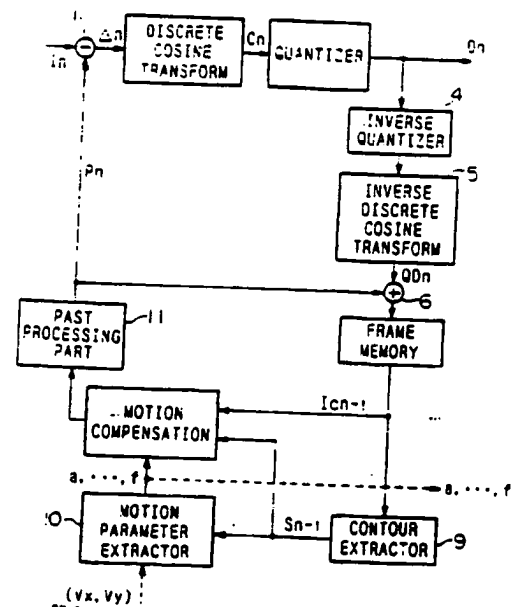 1
In
Δn
DISCRETE
COSINE
TRANSFORM
Cn
QUANTIZER
Qn
4
INVERSE
QUANTIZER
5
INVERSE
DISCRETE
COSINE
TRANSFORM
Pn
QDn
6
PAST
PROCESSING
PART
11
FRAME
MEMORY
MOTION
COMPENSATION
Icn-1
a,···,f
a,···,f
10
MOTION
PARAMETER
EXTRACTOR
Sn-1
CONTOUR
EXTRACTOR
9
(Vx,Vy)